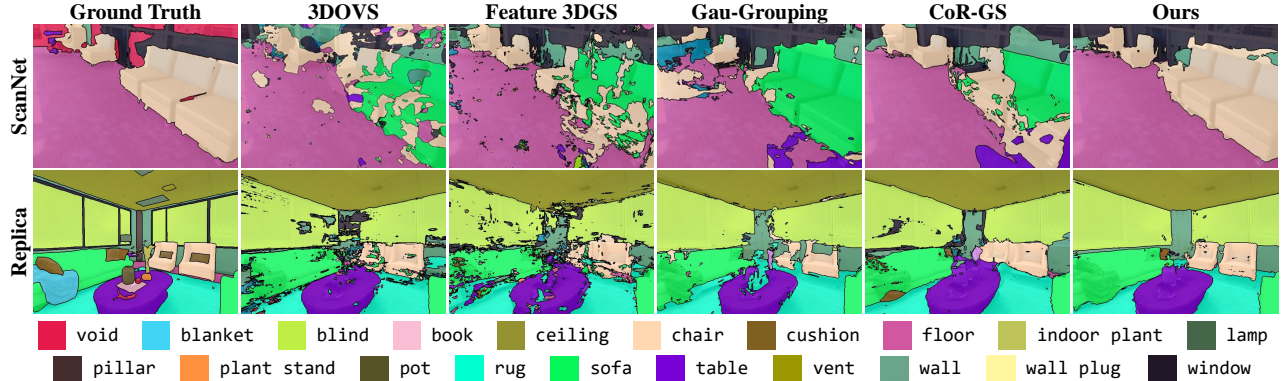 Ground Truth 3DOVS Feature 3DGS Gau-Grouping CoR-GS Ours
ScanNet
Replica
void blanket blind book ceiling chair cushion floor indoor plant lamp
pillar plant stand pot rug sofa table vent wall wall plug window